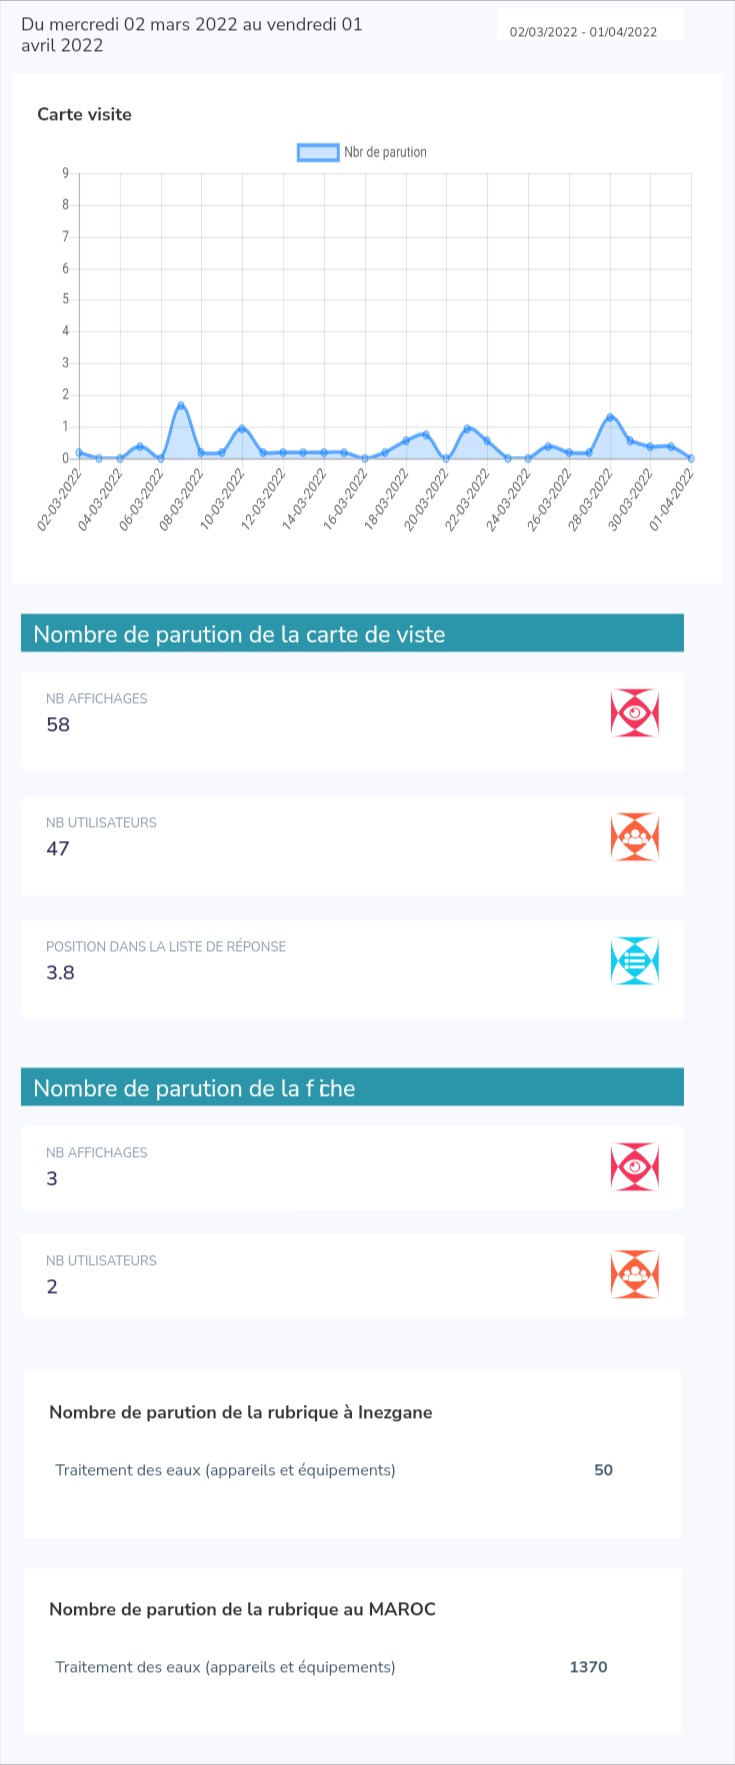 Du mercredi 02 mars 2022 au vendredi 01
avril 2022
02/03/2022 - 01/04/2022
Carte visite
Nbr de parution
9
8
7
6
5
4
3
2
1
0
02-03-2022
04-03-2022
06-03-2022
08-03-2022
10-03-2022
12-03-2022
14-03-2022
16-03-2022
18-03-2022
20-03-2022
22-03-2022
24-03-2022
26-03-2022
28-03-2022
30-03-2022
01-04-2022
Nombre de parution de la carte de viste
NB AFFICHAGES
58
NB UTILISATEURS
47
POSITION DANS LA LISTE DE RÉPONSE
3.8
Nombre de parution de la fiche
NB AFFICHAGES
3
NB UTILISATEURS
2
Nombre de parution de la rubrique à Inezgane
Traitement des eaux (appareils et équipements) 50
Nombre de parution de la rubrique au MAROC
Traitement des eaux (appareils et équipements) 1370